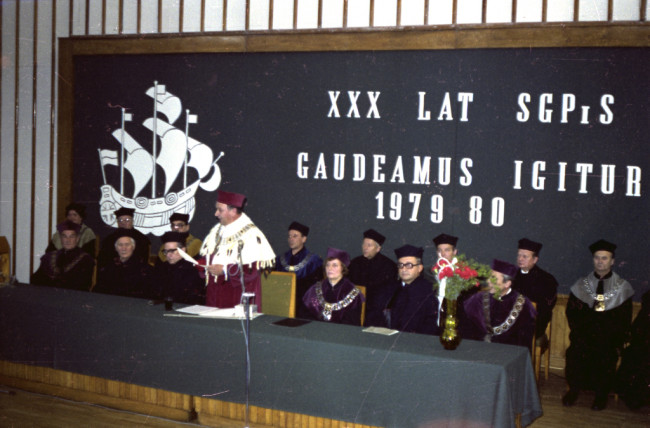 XXX LAT SGPiS
GAUDEAMUS IGITUR
1979 80